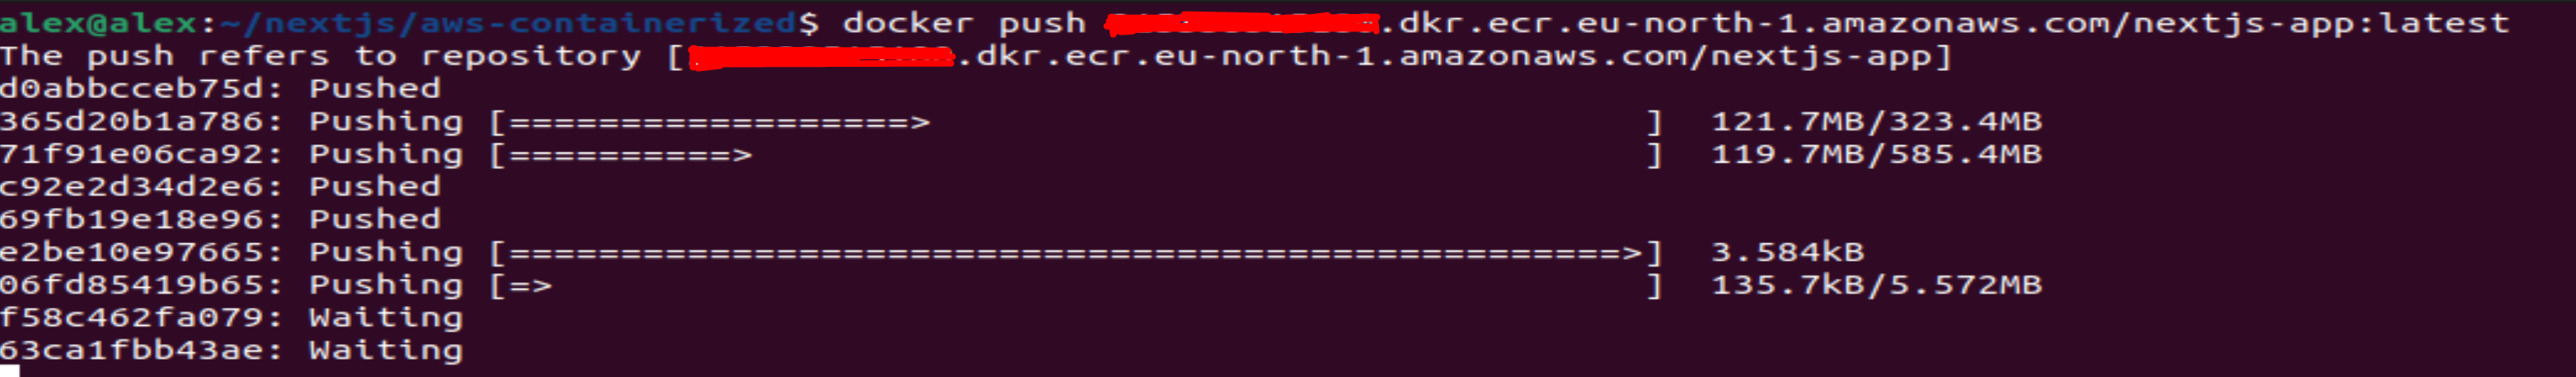 alex@alex:~/nextjs/aws-containerized$ docker push .dkr.ecr.eu-north-1.amazonaws.com/nextjs-app:latest
The push refers to repository [.dkr.ecr.eu-north-1.amazonaws.com/nextjs-app]
d0abbcceb75d: Pushed
365d20b1a786: Pushing [==================>                                ]  121.7MB/323.4MB
71f91e06ca92: Pushing [==========>                                        ]  119.7MB/585.4MB
c92e2d34d2e6: Pushed
69fb19e18e96: Pushed
e2be10e97665: Pushing [==================================================>]  3.584kB
06fd85419b65: Pushing [=>                                                 ]  135.7kB/5.572MB
f58c462fa079: Waiting
63ca1fbb43ae: Waiting